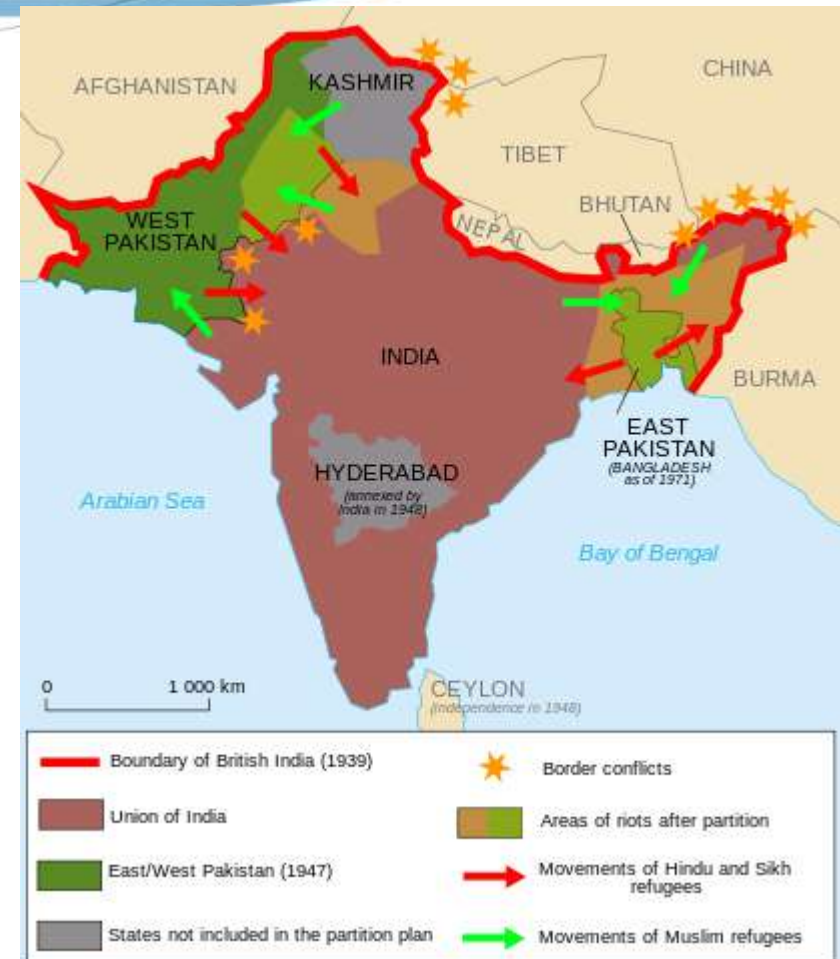 AFGHANISTAN
KASHMIR
CHINA
TIBET
BHUTAN
NEPAL
WEST
PAKISTAN
INDIA
BURMA
EAST
PAKISTAN
(BANGLADESH
as of 1971)
HYDERABAD
(annexed by
India in 1948)
Arabian Sea
Bay of Bengal
0 1 000 km
CEYLON
(independence in 1948)
Boundary of British India (1939)
Border conflicts
Union of India
Areas of riots after partition
East/West Pakistan (1947)
Movements of Hindu and Sikh
refugees
States not included in the partition plan
Movements of Muslim refugees